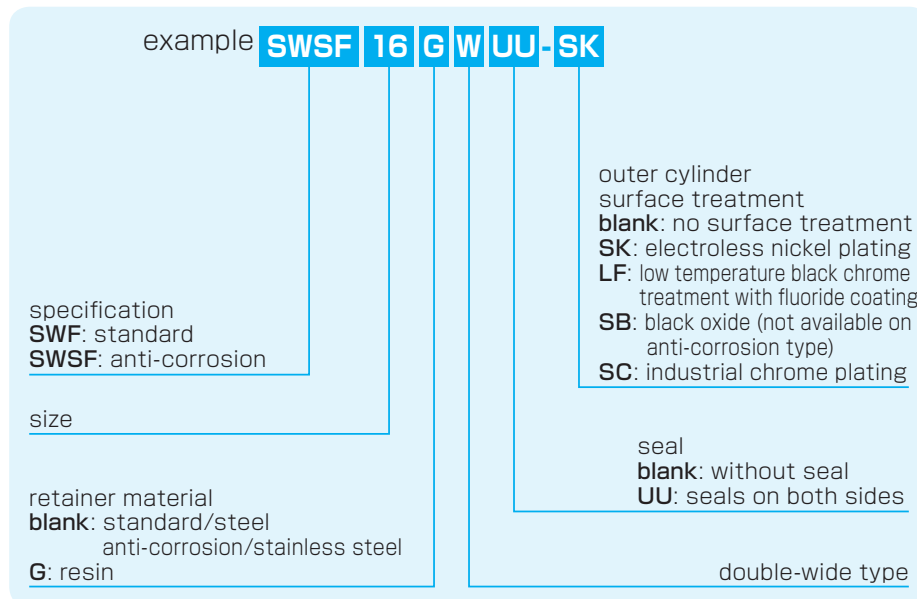 example SWSF 16 G W UU - SK
outer cylinder
surface treatment
blank: no surface treatment
SK: electroless nickel plating
LF: low temperature black chrome
treatment with fluoride coating
SB: black oxide (not available on
anti-corrosion type)
SC: industrial chrome plating
specification
SWF: standard
SWSF: anti-corrosion
size
seal
blank: without seal
UU: seals on both sides
retainer material
blank: standard/steel
anti-corrosion/stainless steel
G: resin
double-wide type